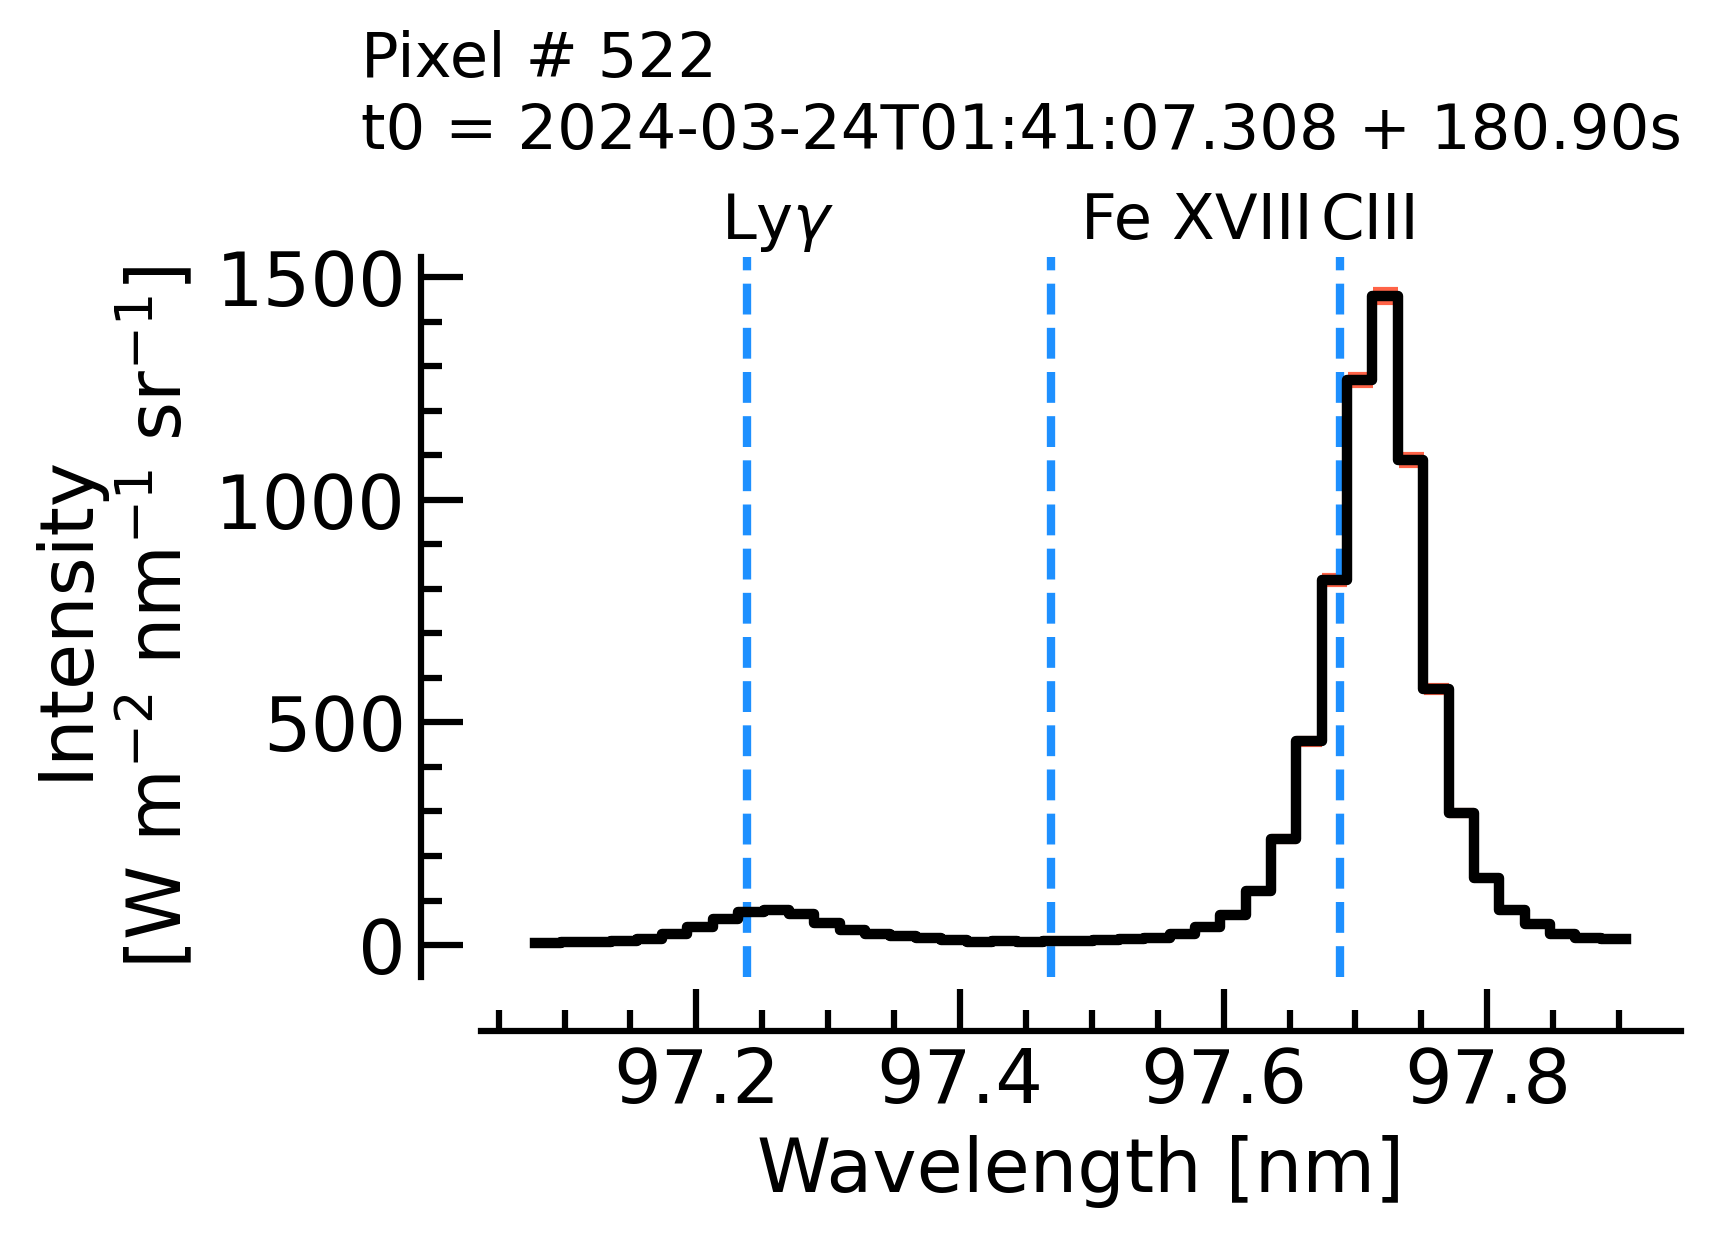 Pixel # 522
t0 = 2024-03-24T01:41:07.308 + 180.90s
Lyγ Fe XVIII CIII
1500
1000
500
0
Intensity
[W m⁻² nm⁻¹ sr⁻¹]
97.2 97.4 97.6 97.8
Wavelength [nm]